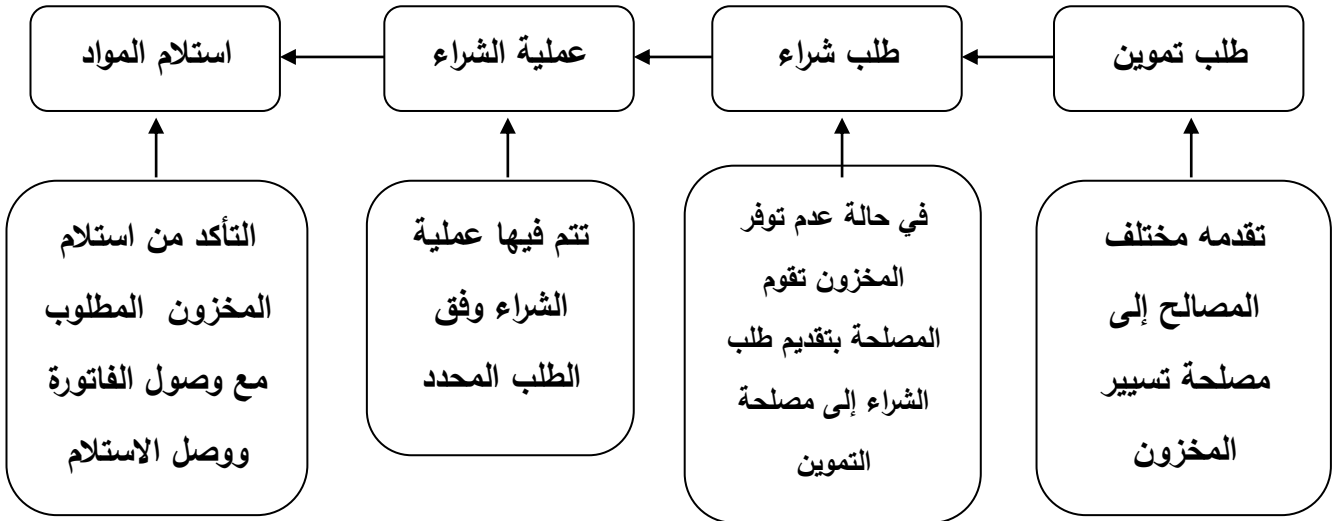 طلب تموين
طلب شراء
عملية الشراء
استلام المواد
تقدمه مختلف
المصالح إلى
مصلحة تسيير
المخزون
في حالة عدم توفر
المخزون تقوم
المصلحة بتقديم طلب
الشراء إلى مصلحة
التموين
تتم فيها عملية
الشراء وفق
الطلب المحدد
التأكد من استلام
المخزون المطلوب
مع وصول الفاتورة
ووصل الاستلام